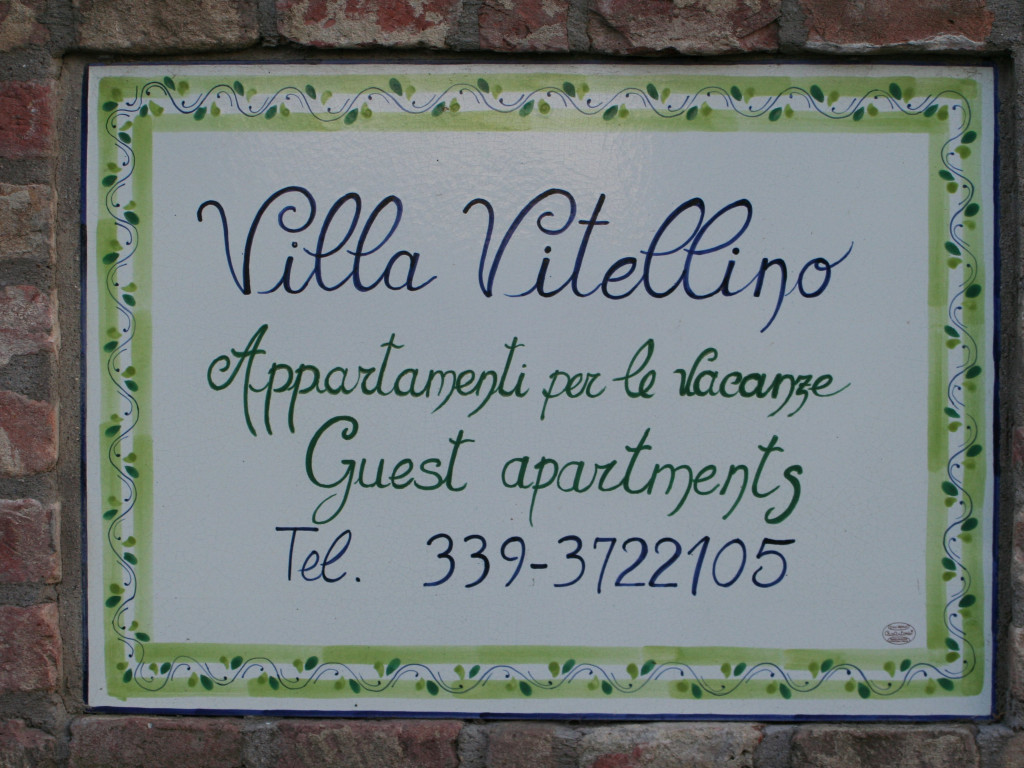 Villa Vitellino
Appartamenti per le vacanze
Guest apartments
Tel. 339-3722105